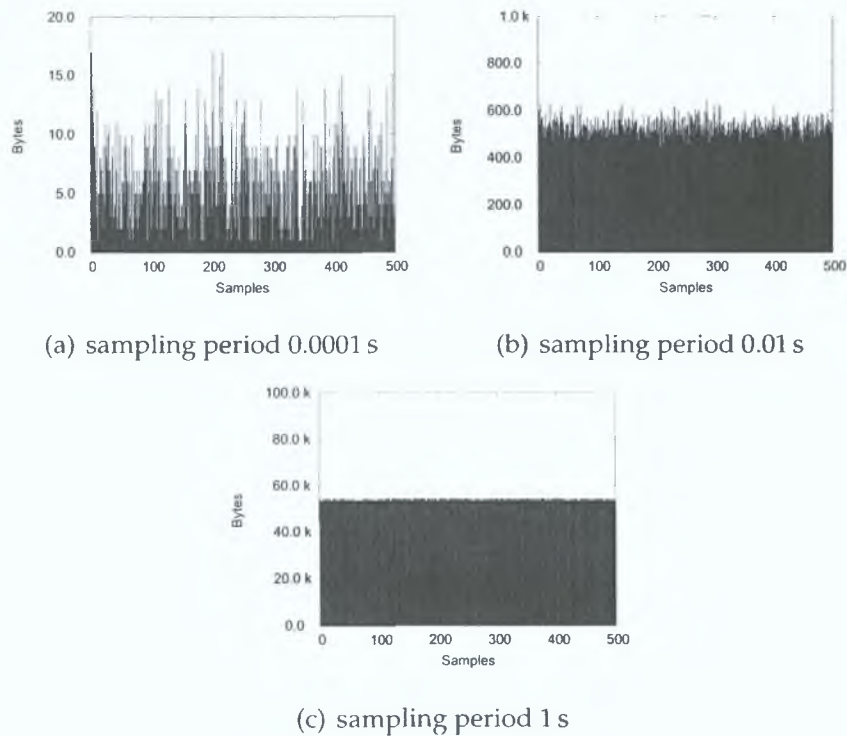 20.0
15.0
10.0
5.0
0.0
Bytes
0 100 200 300 400 500
Samples
(a) sampling period 0.0001 s
1.0 k
800.0
600.0
400.0
200.0
0.0
Bytes
0 100 200 300 400 500
Samples
(b) sampling period 0.01 s
100.0 k
80.0 k
60.0 k
40.0 k
20.0 k
0.0
Bytes
0 100 200 300 400 500
Samples
(c) sampling period 1 s